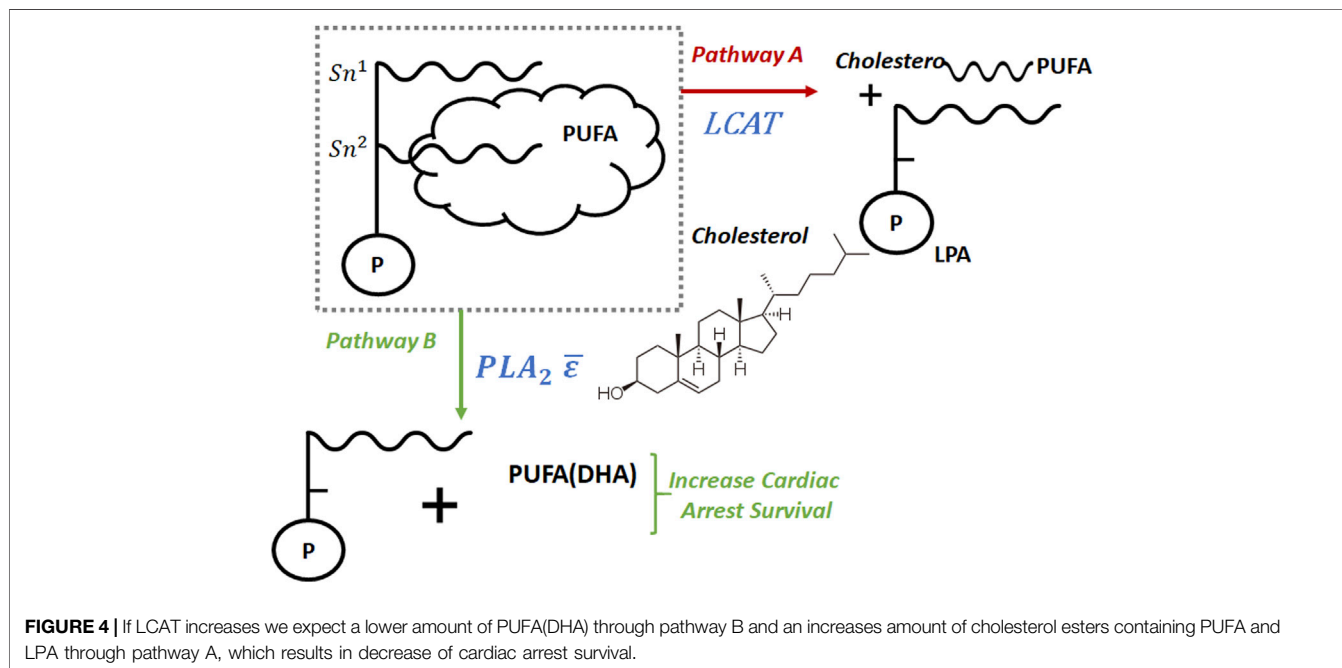 Sn¹
Sn²
PUFA
P
Pathway A
LCAT
Cholestero PUFA
+
P
LPA
Cholesterol
H
H
H
H
HO
Pathway B
PLA₂ ε̅
P
+
PUFA(DHA)
Increase Cardiac
Arrest Survival
FIGURE 4 | If LCAT increases we expect a lower amount of PUFA(DHA) through pathway B and an increases amount of cholesterol esters containing PUFA and
LPA through pathway A, which results in decrease of cardiac arrest survival.